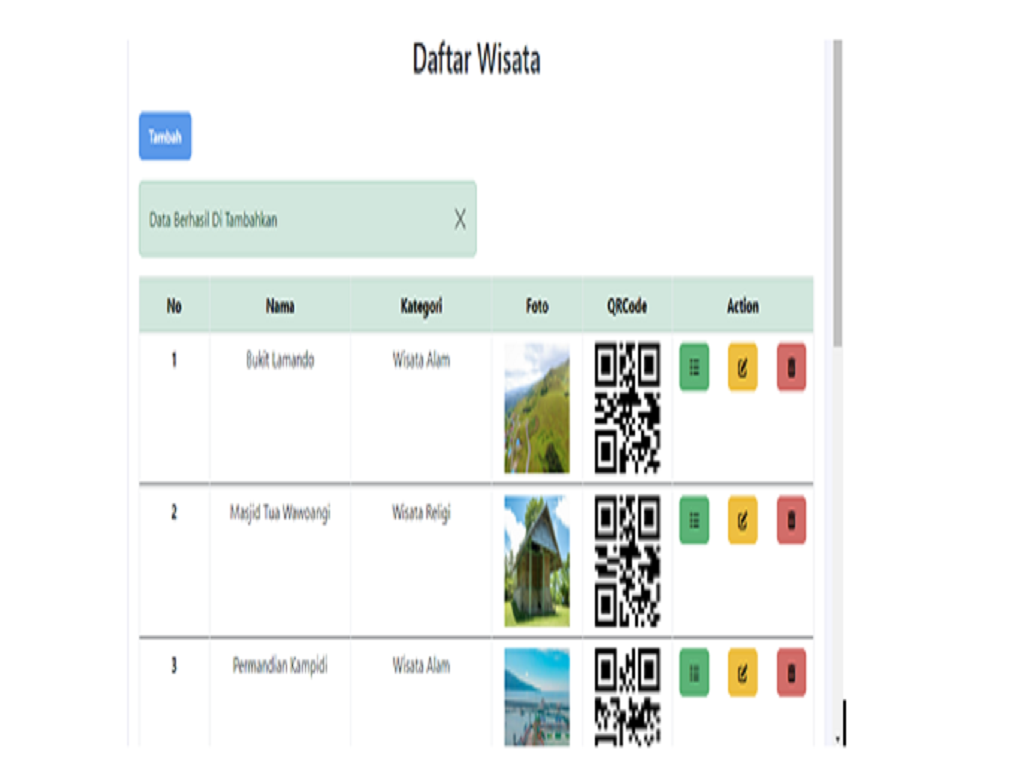 Daftar Wisata
Tambah
Data Berhasil Di Tambahkan
No Nama Kategori Foto QRCode Action
1 Bukit Lamando Wisata Alam
2 Masjid Tua Wawoangi Wisata Religi
3 Permandian Kampidi Wisata Alam